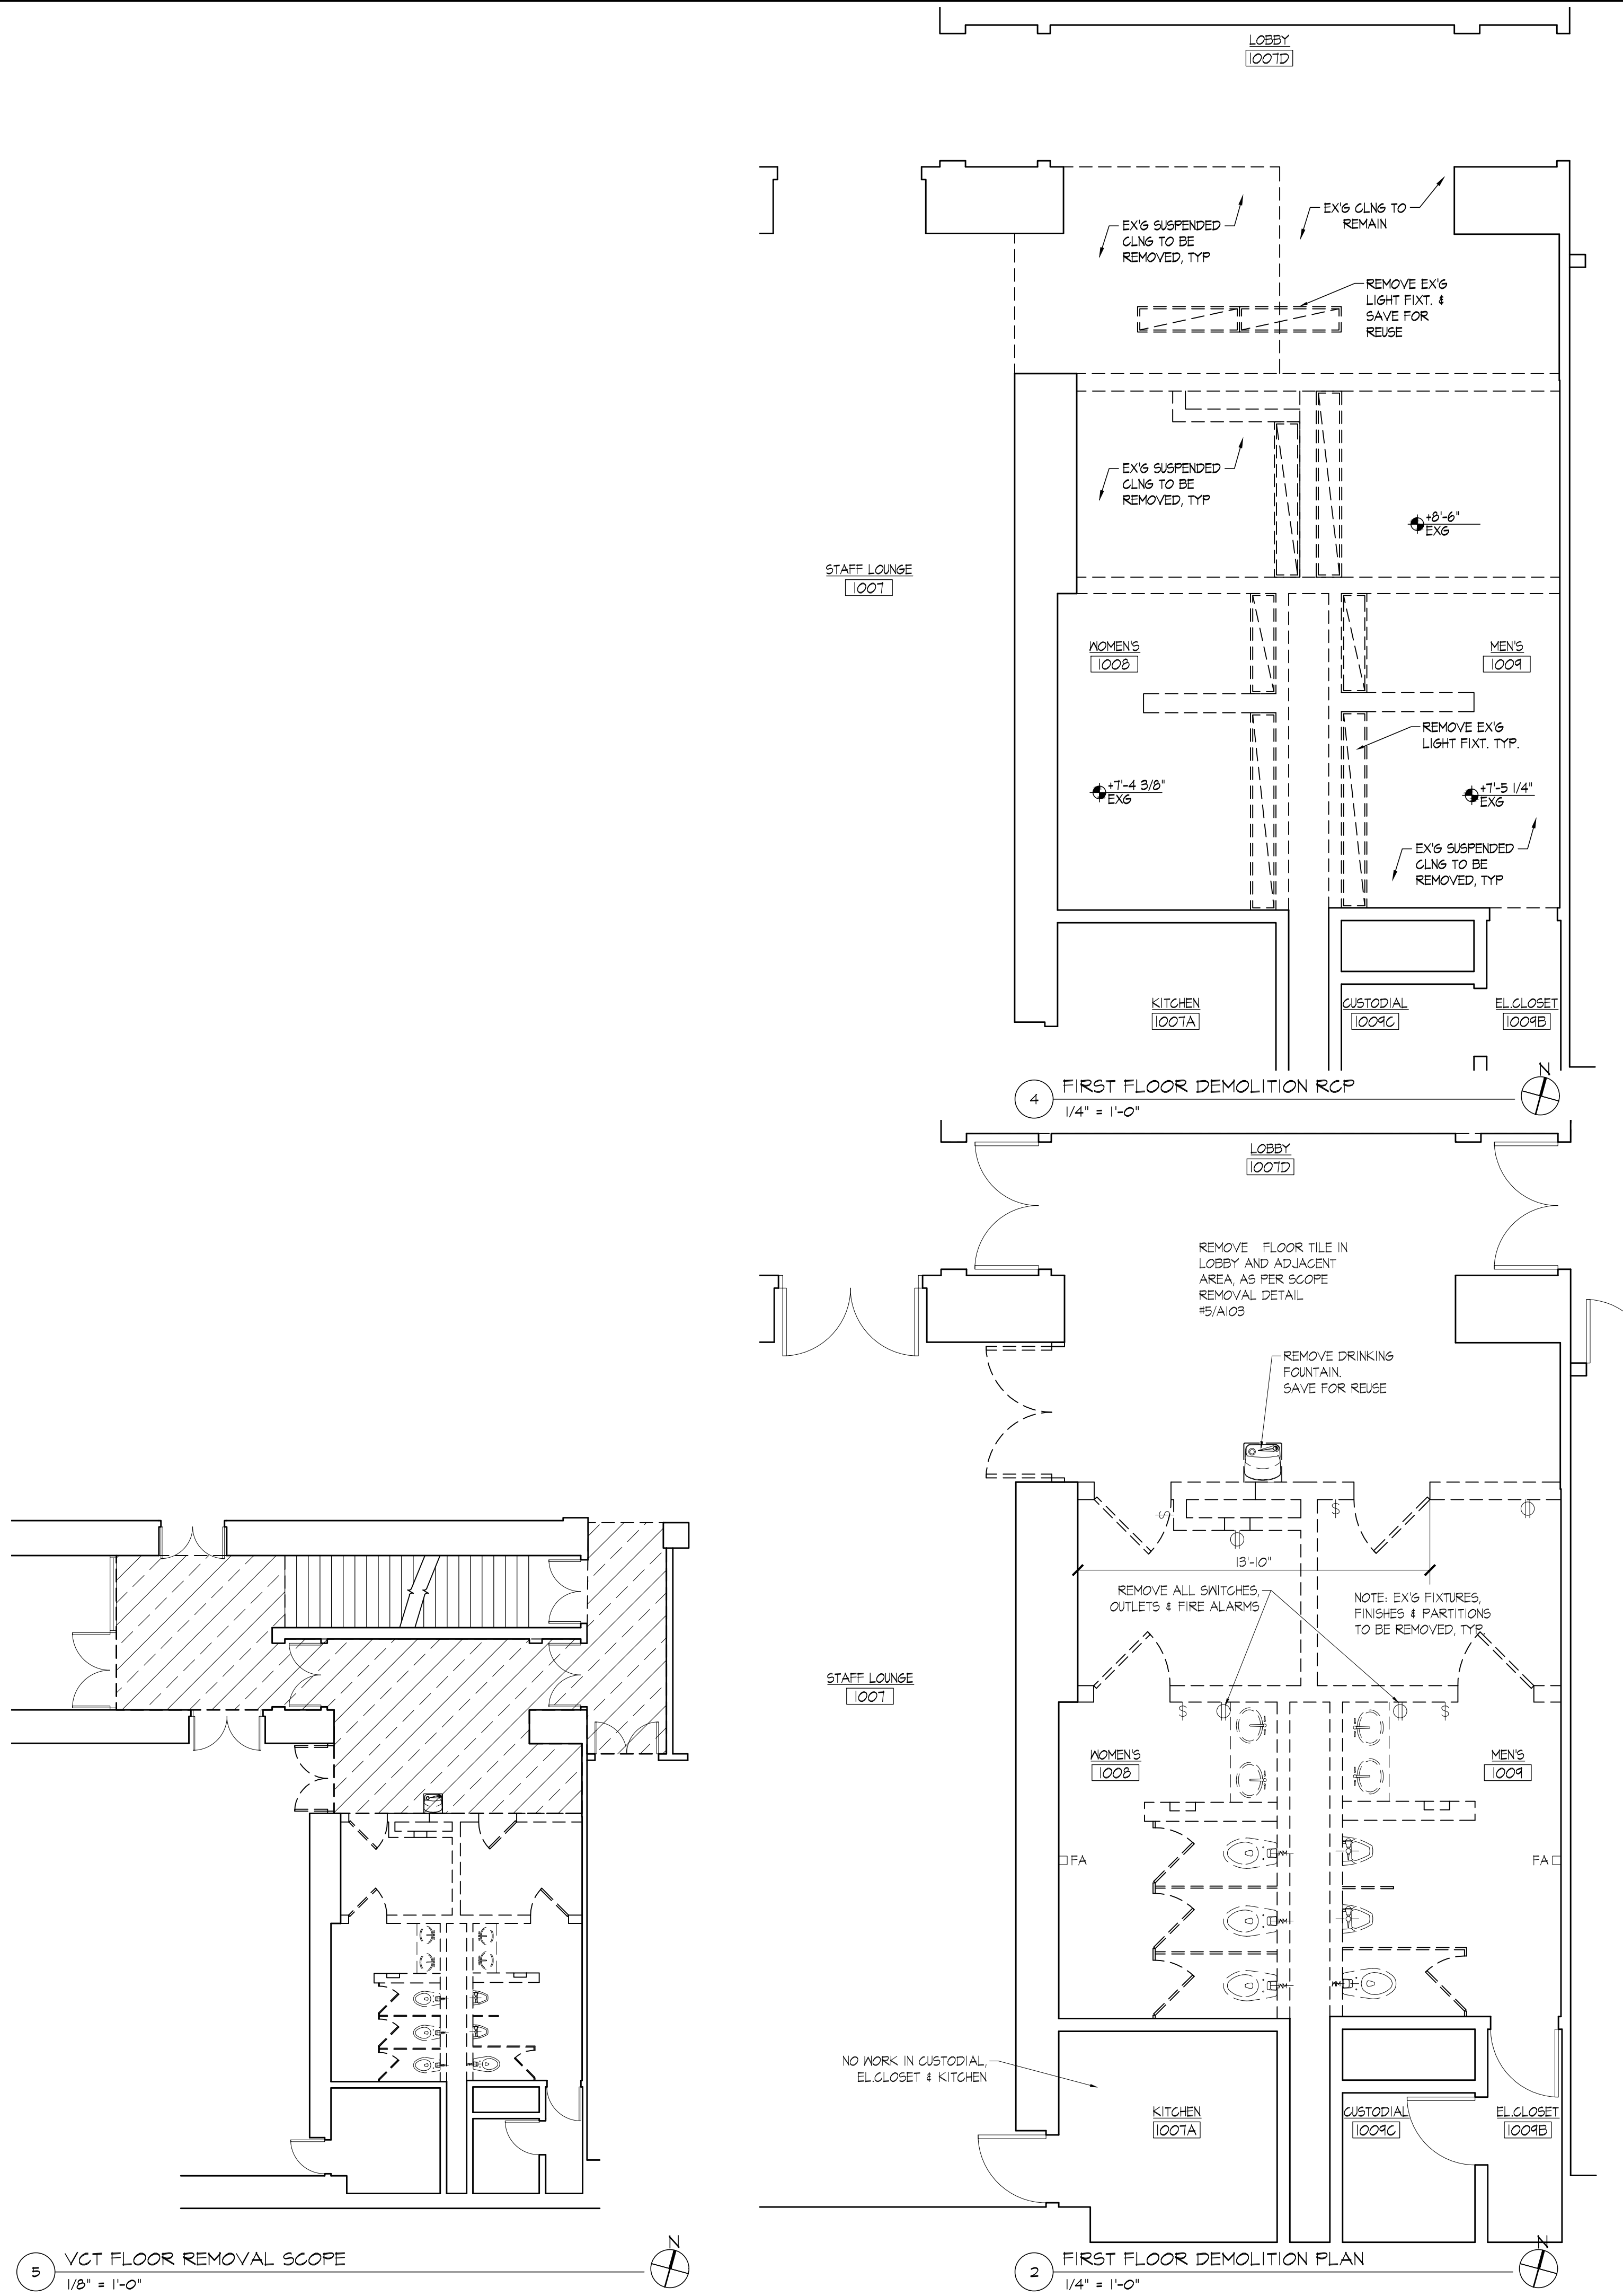 LOBBY
1007D
EX'G SUSPENDED
CLNG TO BE
REMOVED, TYP
EX'G CLNG TO
REMAIN
REMOVE EX'G
LIGHT FIXT. &
SAVE FOR
REUSE
EX'G SUSPENDED
CLNG TO BE
REMOVED, TYP
+8'-6"
EXG
STAFF LOUNGE
1007
WOMEN'S
1008
MEN'S
1009
REMOVE EX'G
LIGHT FIXT. TYP.
+7'-4 3/8"
EXG
+7'-5 1/4"
EXG
EX'G SUSPENDED
CLNG TO BE
REMOVED, TYP
KITCHEN
1007A
CUSTODIAL
1009C
EL.CLOSET
1009B
4
FIRST FLOOR DEMOLITION RCP
1/4" = 1'-0"
N
LOBBY
1007D
REMOVE FLOOR TILE IN
LOBBY AND ADJACENT
AREA, AS PER SCOPE
REMOVAL DETAIL
#5/A103
REMOVE DRINKING
FOUNTAIN.
SAVE FOR REUSE
$
$
13'-10"
REMOVE ALL SWITCHES,
OUTLETS & FIRE ALARMS
NOTE: EX'G FIXTURES,
FINISHES & PARTITIONS
TO BE REMOVED, TYP.
STAFF LOUNGE
1007
$
$
WOMEN'S
1008
MEN'S
1009
FA
FA
NO WORK IN CUSTODIAL,
EL.CLOSET & KITCHEN
KITCHEN
1007A
CUSTODIAL
1009C
EL.CLOSET
1009B
5
VCT FLOOR REMOVAL SCOPE
1/8" = 1'-0"
N
2
FIRST FLOOR DEMOLITION PLAN
1/4" = 1'-0"
N